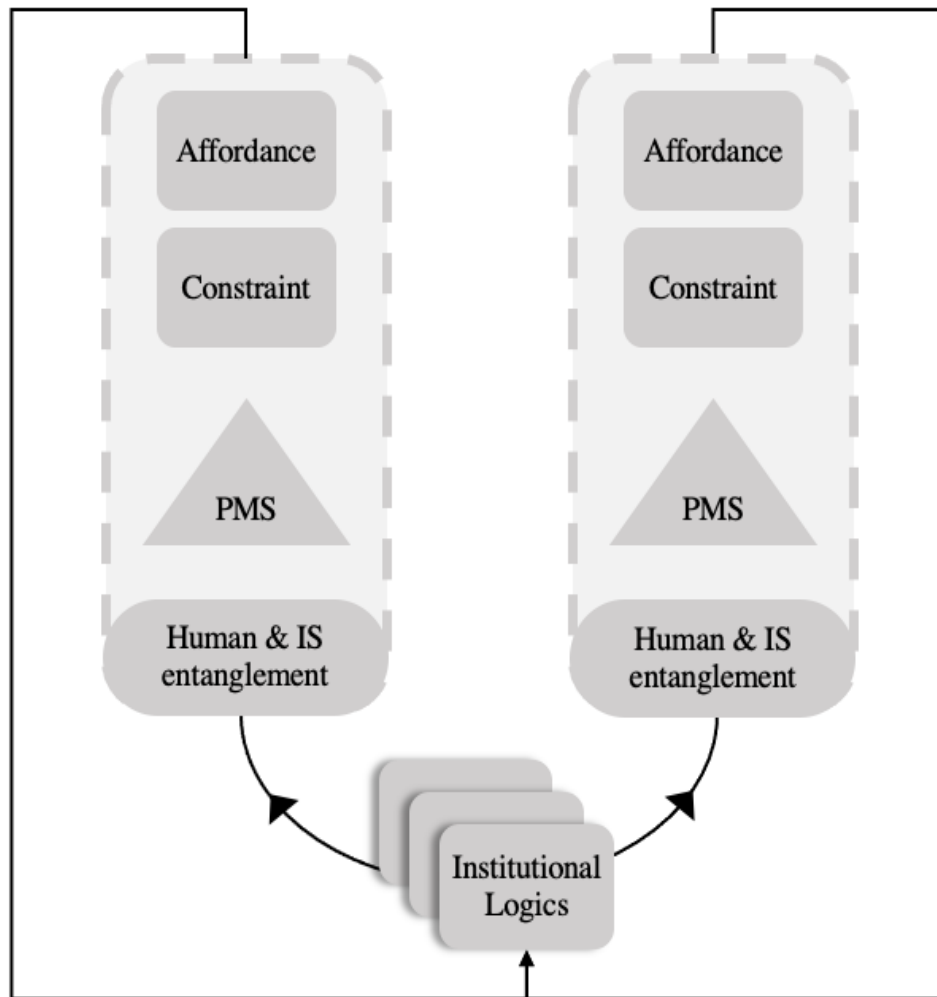 Affordance
Constraint
PMS
Human & IS
entanglement
Affordance
Constraint
PMS
Human & IS
entanglement
Institutional
Logics